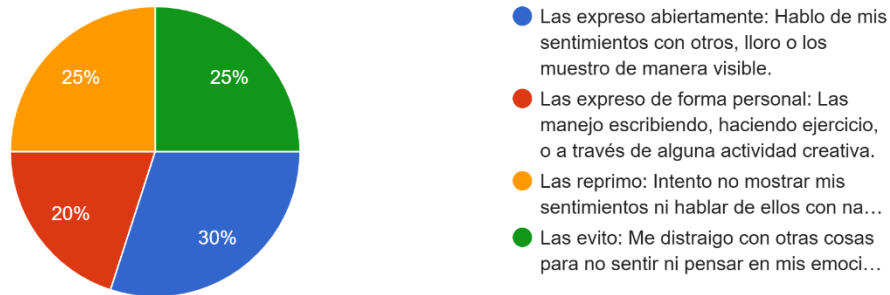 25%
25%
20%
30%
Las expreso abiertamente: Hablo de mis
sentimientos con otros, lloro o los
muestro de manera visible.
Las expreso de forma personal: Las
manejo escribiendo, haciendo ejercicio,
o a través de alguna actividad creativa.
Las reprimo: Intento no mostrar mis
sentimientos ni hablar de ellos con na…
Las evito: Me distraigo con otras cosas
para no sentir ni pensar en mis emoci…